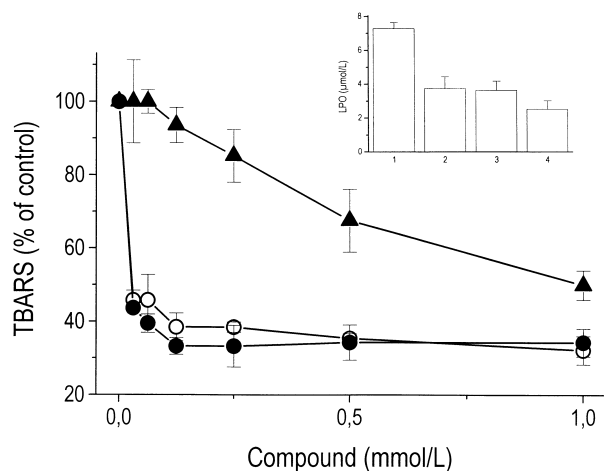 8
6
4
2
0
LPO (µmol/L)
1 2 3 4
100
80
60
40
20
TBARS (% of control)
0,0 0,5 1,0
Compound (mmol/L)